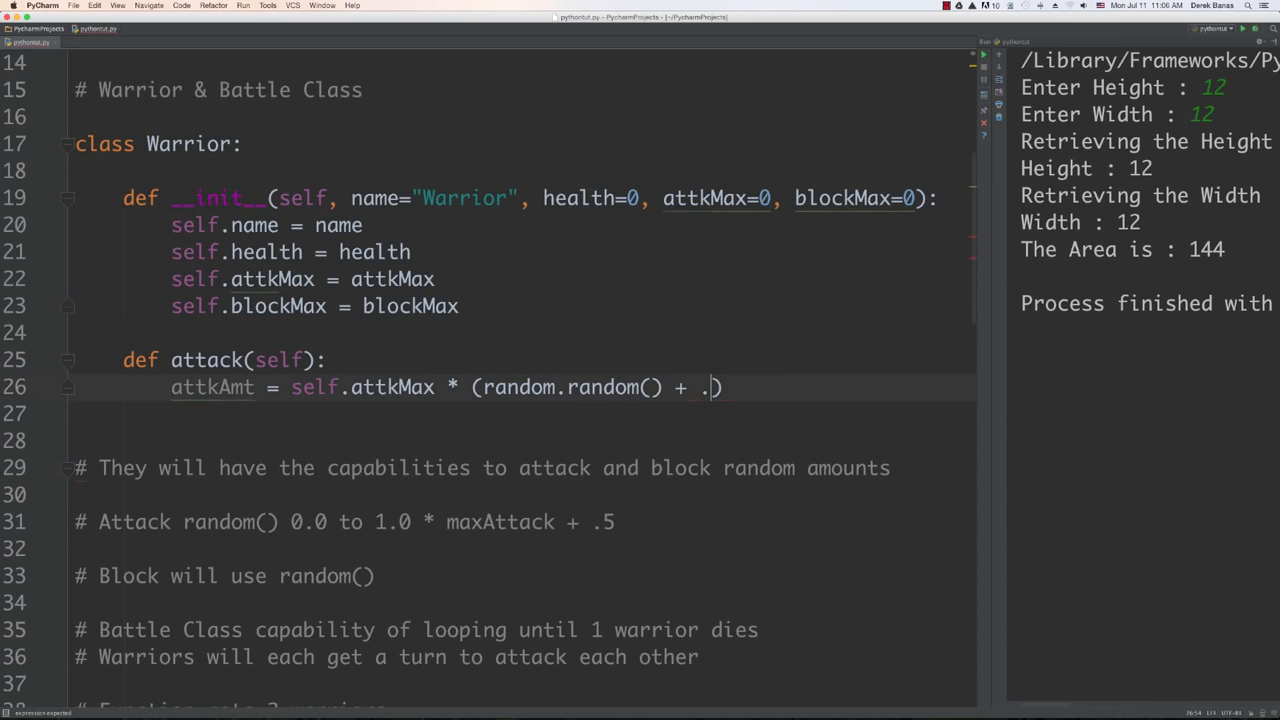 PyCharm File Edit View Navigate Code Refactor Run Tools VCS Window Help
10 Mon Jul 11 11:06 AM Derek Banas
pythontut.py - PycharmProjects - [~/PycharmProjects]
PycharmProjects pythontut.py
pythontut
pythontut.py
Run pythontut
14
15 # Warrior & Battle Class
16
17 class Warrior:
18
19 def __init__(self, name="Warrior", health=0, attkMax=0, blockMax=0):
20 self.name = name
21 self.health = health
22 self.attkMax = attkMax
23 self.blockMax = blockMax
24
25 def attack(self):
26 attkAmt = self.attkMax * (random.random() + .)
27
28
29 # They will have the capabilities to attack and block random amounts
30
31 # Attack random() 0.0 to 1.0 * maxAttack + .5
32
33 # Block will use random()
34
35 # Battle Class capability of looping until 1 warrior dies
36 # Warriors will each get a turn to attack each other
37
/Library/Frameworks/Py
Enter Height : 12
Enter Width : 12
Retrieving the Height
Height : 12
Retrieving the Width
Width : 12
The Area is : 144
Process finished with
expression expected
26:54 LF UTF-8